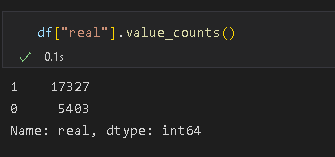 df["real"].value_counts()
0.1s
1    17327
0     5403
Name: real, dtype: int64